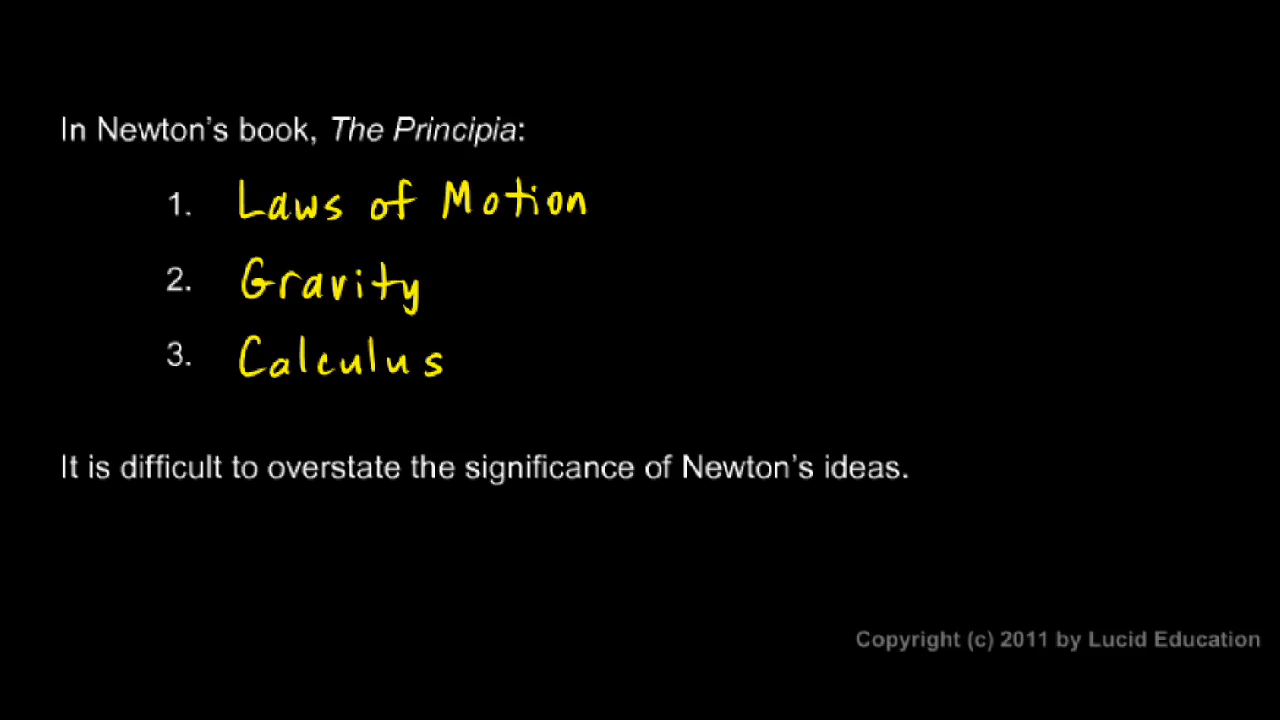 In Newton's book, The Principia:
1. Laws of Motion
2. Gravity
3. Calculus
It is difficult to overstate the significance of Newton's ideas.
Copyright (c) 2011 by Lucid Education